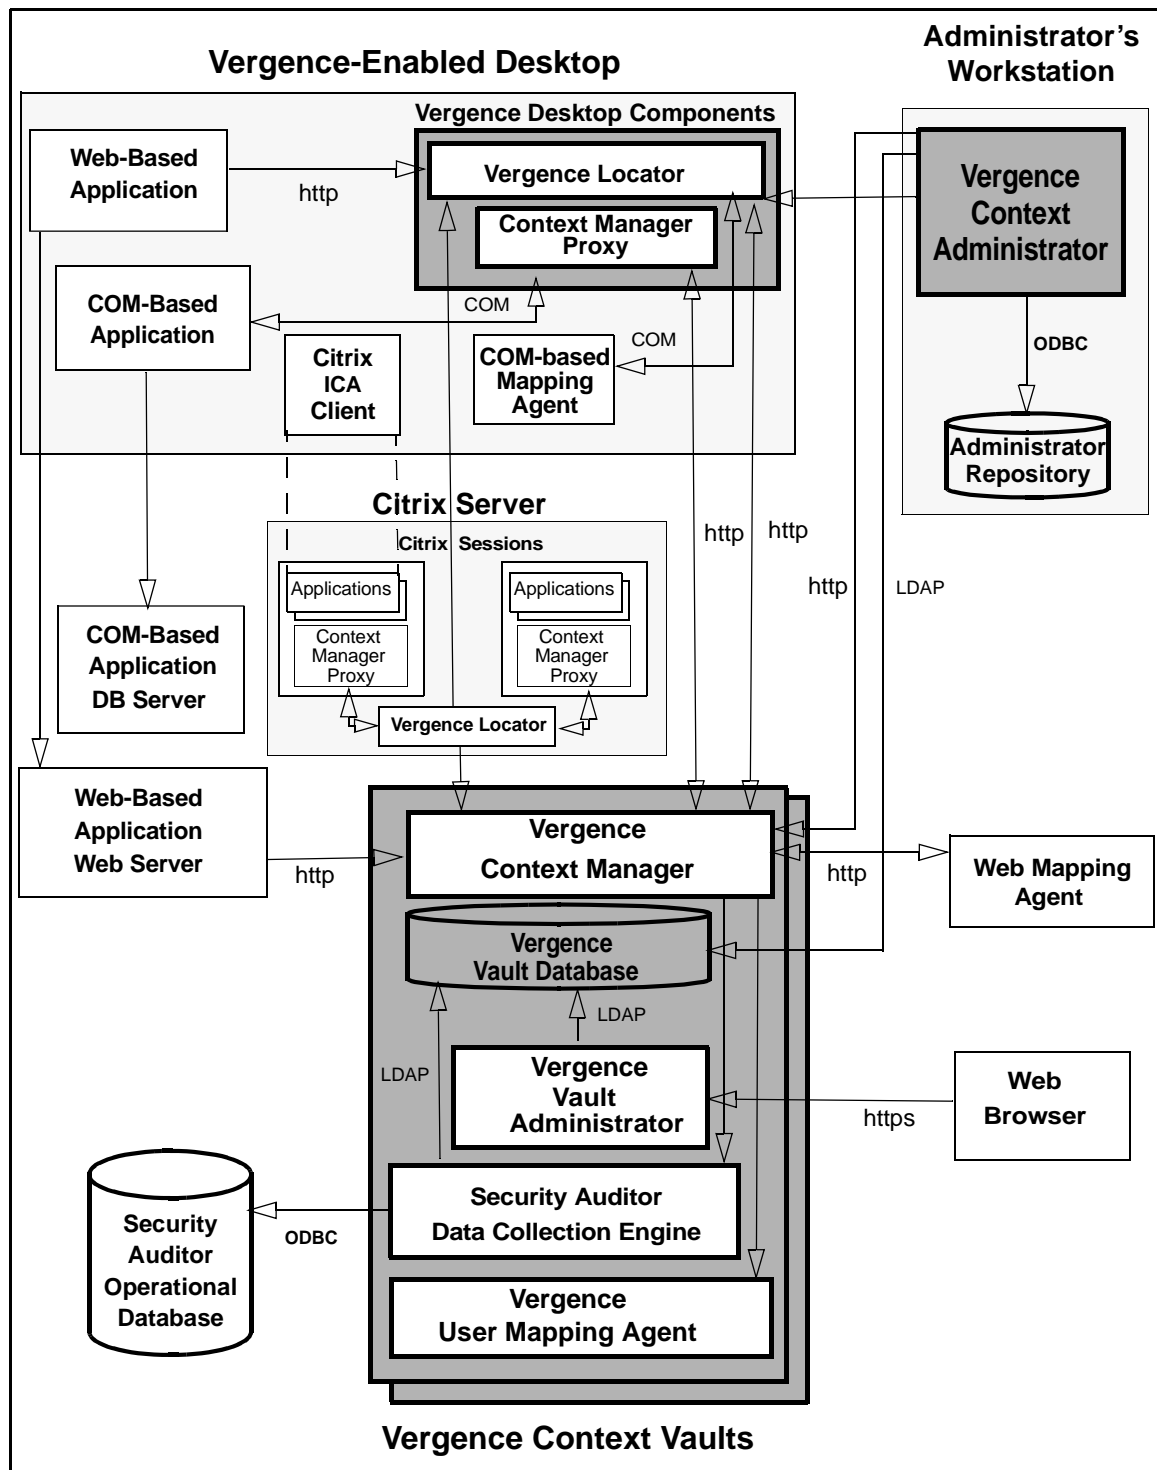 Vergence-Enabled Desktop
Administrator's
Workstation
Vergence Desktop Components
Web-Based
Application
http
Vergence Locator
Context Manager
Proxy
Vergence
Context
Administrator
COM-Based
Application
COM
COM
Citrix
ICA
Client
COM-based
Mapping
Agent
ODBC
Administrator
Repository
Citrix Server
Citrix Sessions
http
http
http
LDAP
Applications
Context
Manager
Proxy
Applications
Context
Manager
Proxy
Vergence Locator
COM-Based
Application
DB Server
Web-Based
Application
Web Server
http
Vergence
Context Manager
http
Web Mapping
Agent
Vergence
Vault Database
LDAP
LDAP
Vergence
Vault
Administrator
https
Web
Browser
Security Auditor
Data Collection Engine
ODBC
Security
Auditor
Operational
Database
Vergence
User Mapping Agent
Vergence Context Vaults